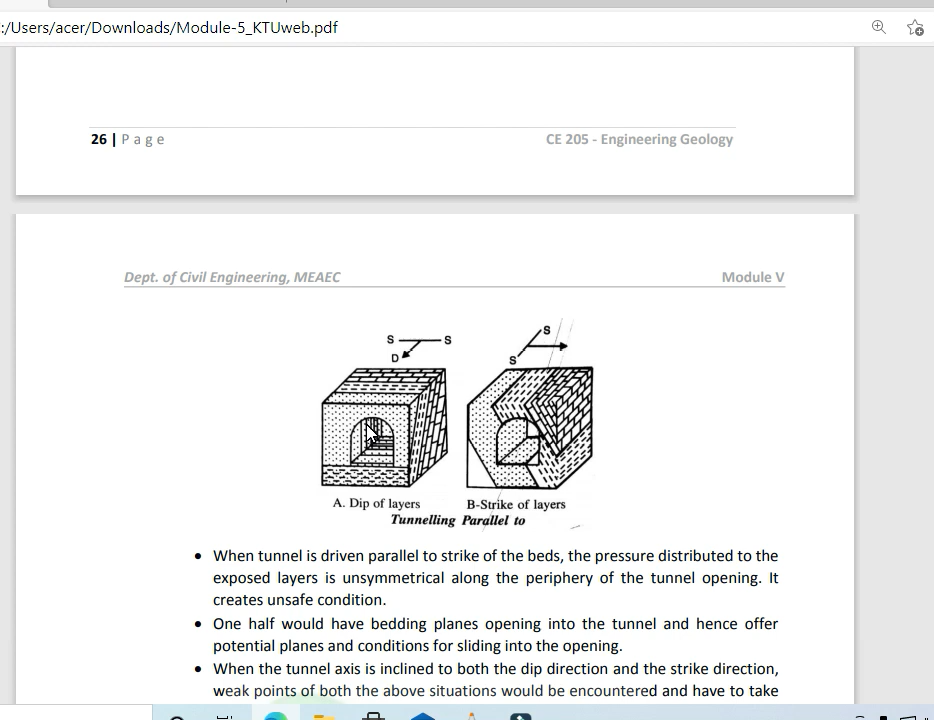 :/Users/acer/Downloads/Module-5_KTUweb.pdf
26 | Page
CE 205 - Engineering Geology
Dept. of Civil Engineering, MEAEC
Module V
S S
D
S
S
A. Dip of layers
B-Strike of layers
Tunnelling Parallel to
• When tunnel is driven parallel to strike of the beds, the pressure distributed to the
exposed layers is unsymmetrical along the periphery of the tunnel opening. It
creates unsafe condition.
• One half would have bedding planes opening into the tunnel and hence offer
potential planes and conditions for sliding into the opening.
• When the tunnel axis is inclined to both the dip direction and the strike direction,
weak points of both the above situations would be encountered and have to take